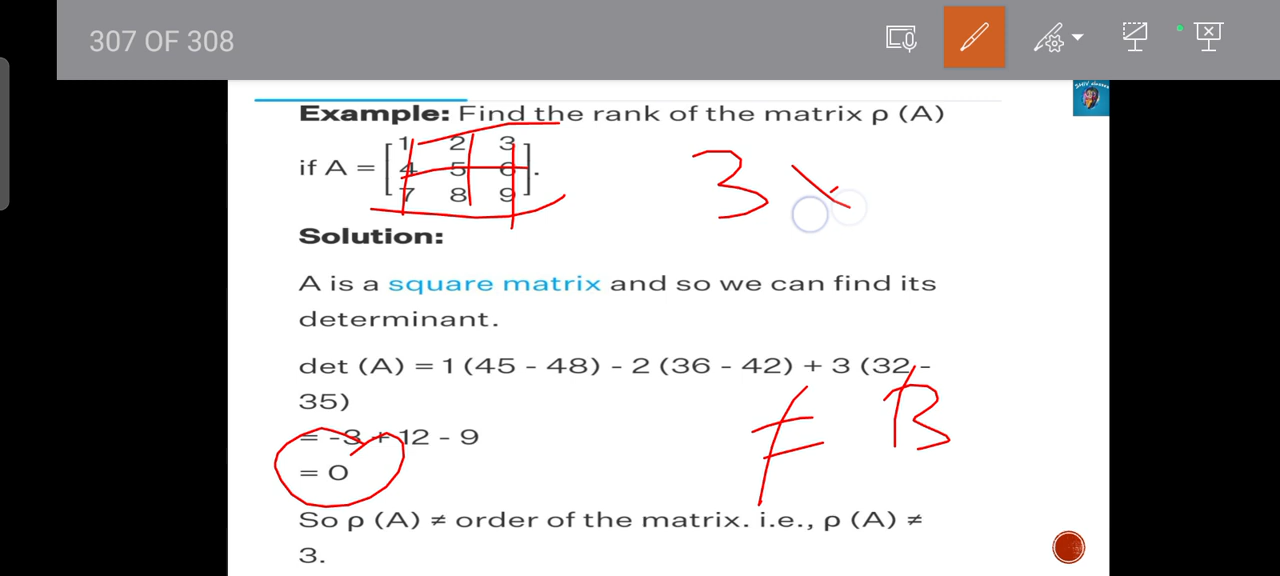 307 OF 308
Example: Find the rank of the matrix ρ (A)
1 2 3
if A = [4 5 6].
7 8 9
3 ×
Solution:
A is a square matrix and so we can find its
determinant.
det (A) = 1 (45 - 48) - 2 (36 - 42) + 3 (32 -
35)
= -3 + 12 - 9
= 0
≠ 3
So ρ (A) ≠ order of the matrix. i.e., ρ (A) ≠
3.